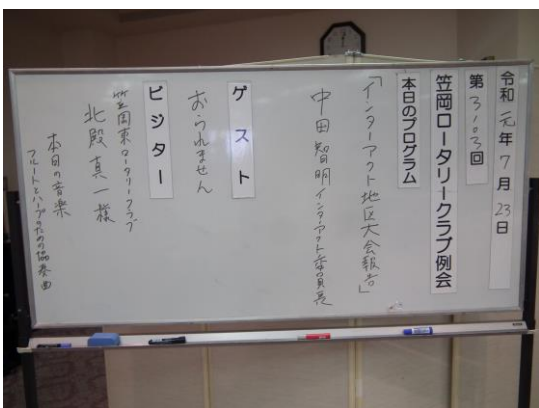 令和元年7月23日
第3103回
笠岡ロータリークラブ例会
本日のプログラム
「インターアクト地区大会報告」
中田智明インターアクト委員長
ゲスト
おられません
ビジター
笠岡東ロータリークラブ
北殿真一様
本日の音楽
フルートとハープのための協奏曲